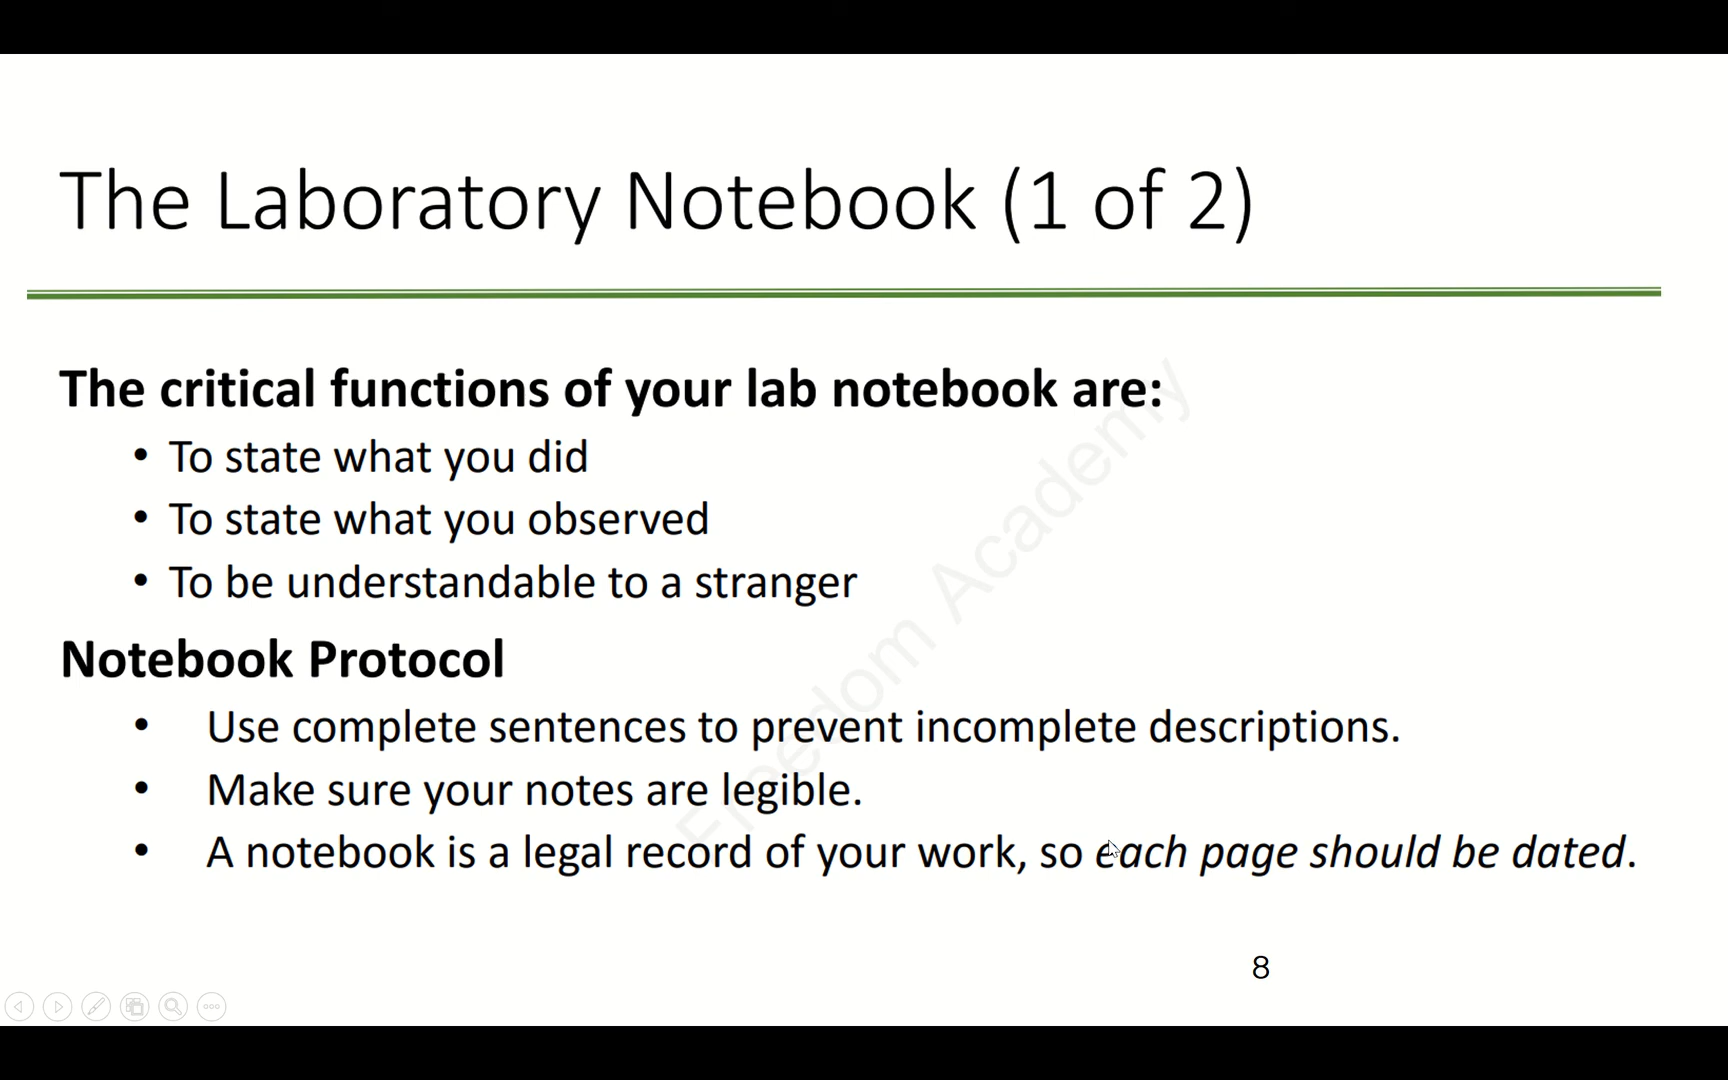 The Laboratory Notebook (1 of 2)
The critical functions of your lab notebook are:
• To state what you did
• To state what you observed
• To be understandable to a stranger
Notebook Protocol
• Use complete sentences to prevent incomplete descriptions.
• Make sure your notes are legible.
• A notebook is a legal record of your work, so each page should be dated.
Freedom Academy
8